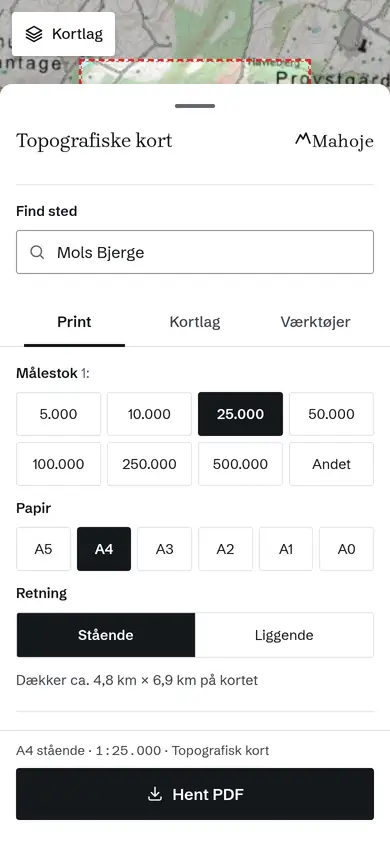 Kortlag
antage
Havreberg
Provstgård
Topografiske kort
Mahoje
Find sted
Mols Bjerge
Print Kortlag Værktøjer
Målestok 1:
5.000 10.000 25.000 50.000
100.000 250.000 500.000 Andet
Papir
A5 A4 A3 A2 A1 A0
Retning
Stående Liggende
Dækker ca. 4,8 km × 6,9 km på kortet
A4 stående · 1:25.000 · Topografisk kort
Hent PDF